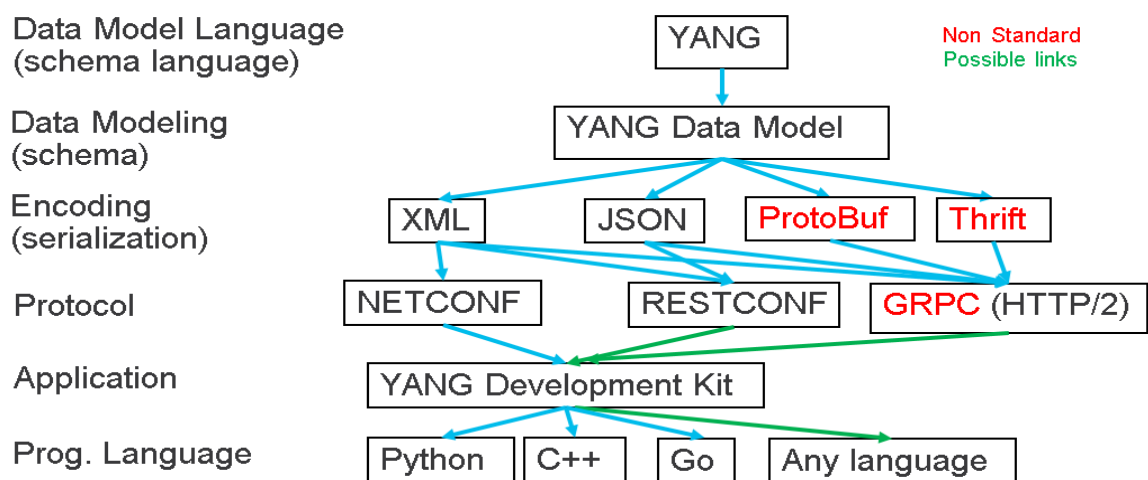 Data Model Language
(schema language)
YANG
Non Standard
Possible links
Data Modeling
(schema)
YANG Data Model
Encoding
(serialization)
XML
JSON
ProtoBuf
Thrift
Protocol
NETCONF
RESTCONF
GRPC (HTTP/2)
Application
YANG Development Kit
Prog. Language
Python
C++
Go
Any language